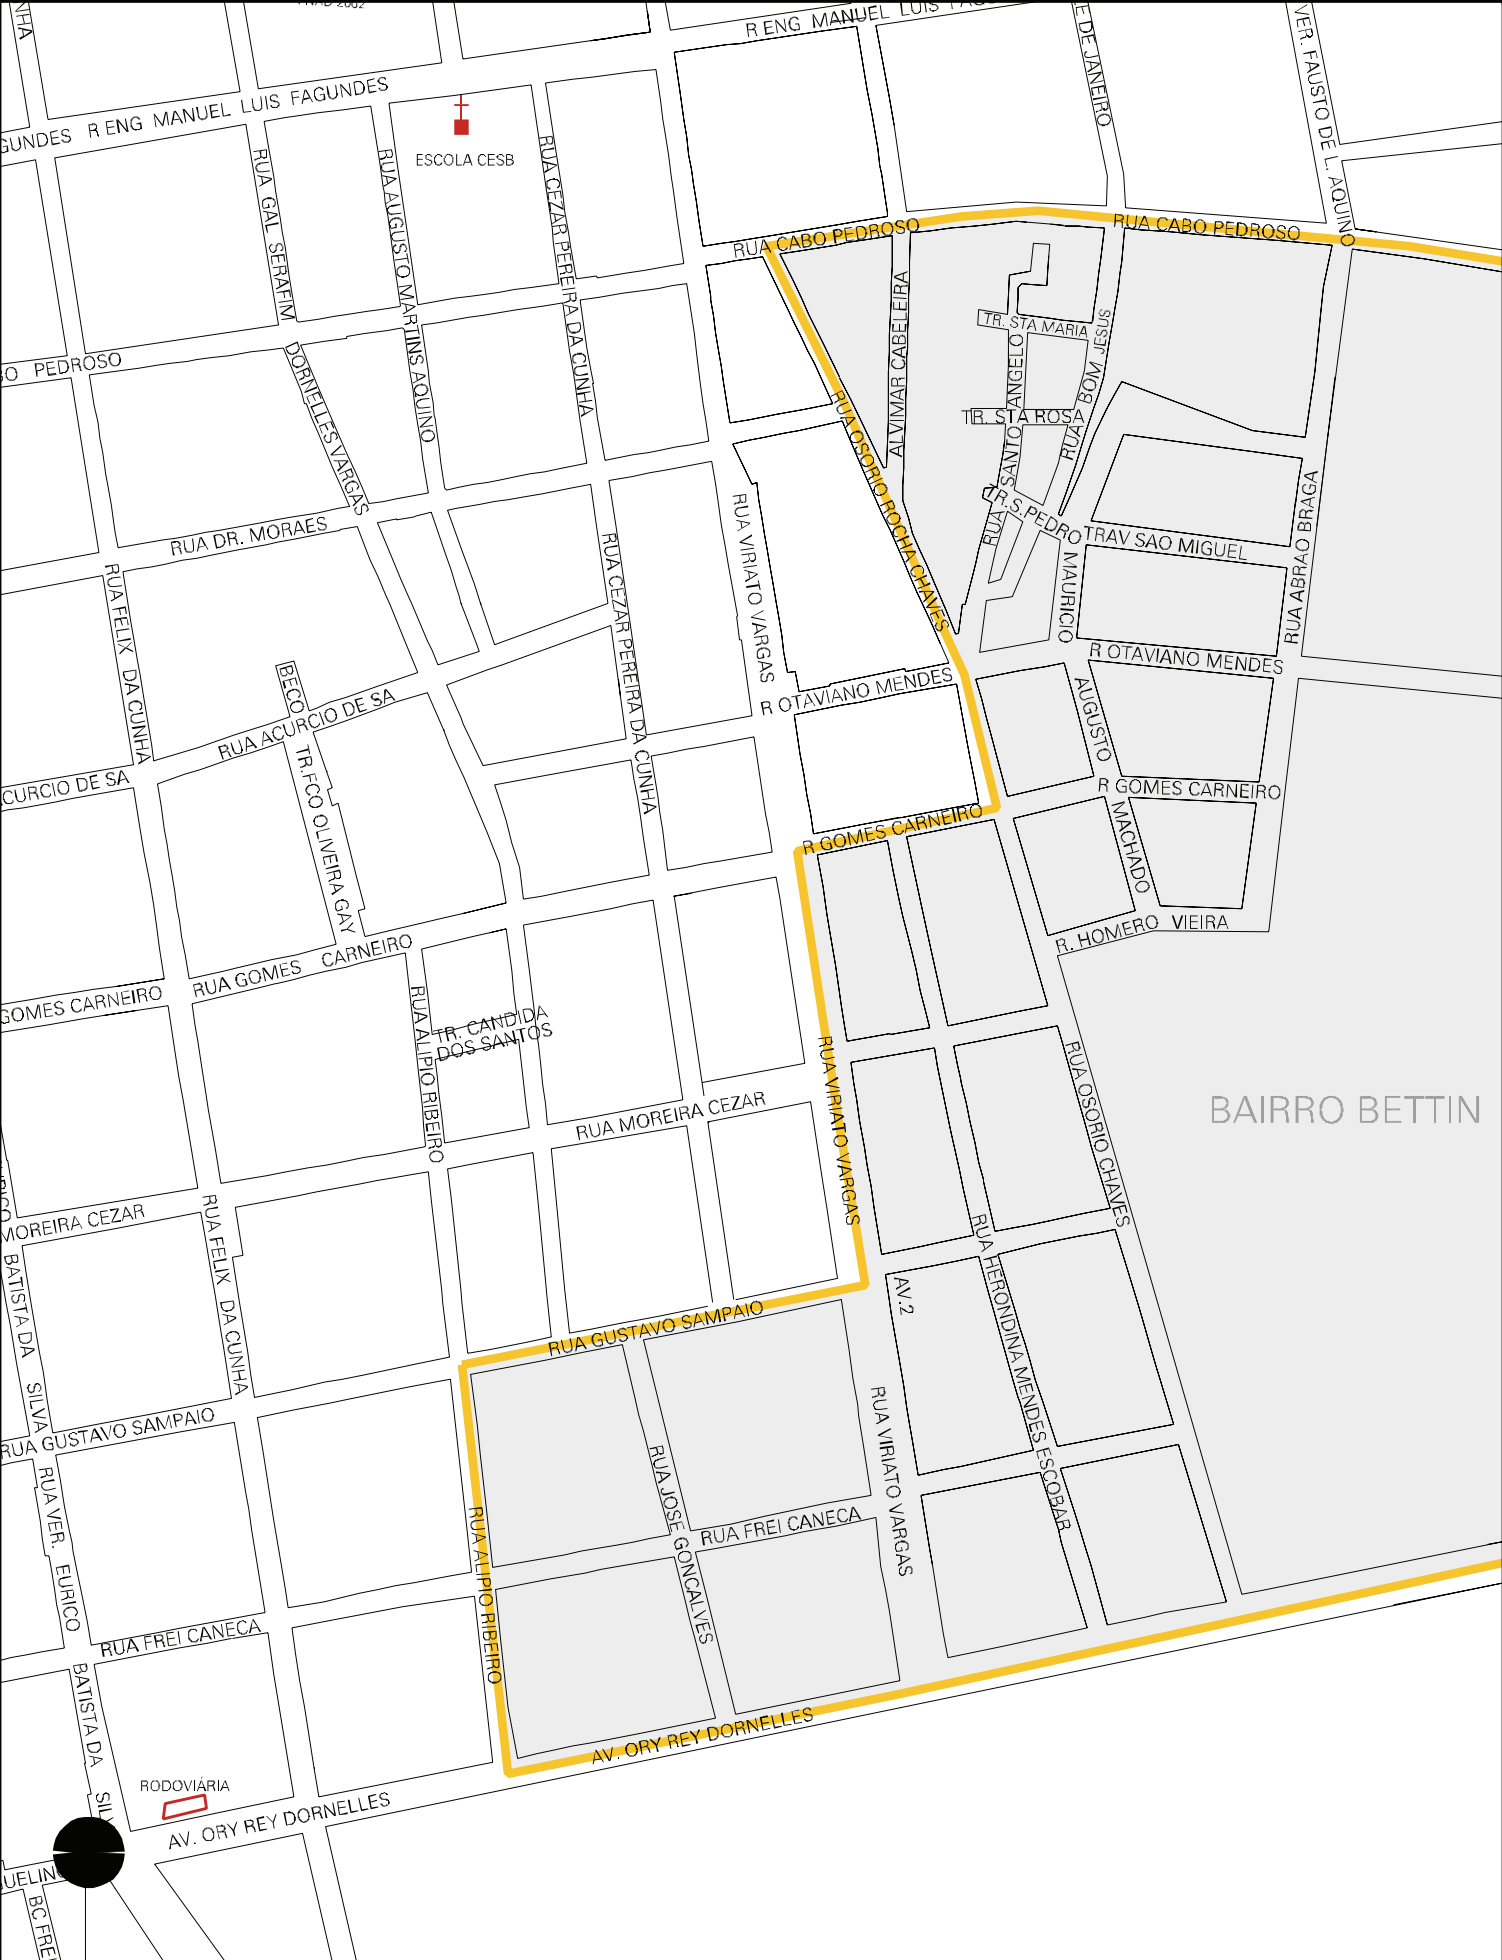 R ENG MANUEL LUIS
E DE JANEIRO
VER. FAUSTO DE L. AQUINO
GUNDES
R ENG MANUEL LUIS FAGUNDES
ESCOLA CESB
RUA GAL SERAFIM
RUA AUGUSTO MARTINS AQUINO
RUA CEZAR PEREIRA DA CUNHA
RUA CABO PEDROSO
RUA CABO PEDROSO
ALVIMAR CABELEIRA
TR. STA MARIA
RUA SANTO ANGELO
RUA BOM JESUS
TR. STA ROSA
TR.S.PEDRO
TRAV SAO MIGUEL
RUA ABRAO BRAGA
PEDROSO
DORNELLES VARGAS
RUA OSORIO ROCHA CHAVES
RUA VIRIATO VARGAS
RUA DR. MORAES
RUA FELIX DA CUNHA
RUA CEZAR PEREIRA DA CUNHA
MAURICIO
R OTAVIANO MENDES
R OTAVIANO MENDES
BECO
RUA ACURCIO DE SA
CURCIO DE SA
TR.FCO OLIVEIRA GAY
AUGUSTO
R GOMES CARNEIRO
R GOMES CARNEIRO
MACHADO
R. HOMERO VIEIRA
RUA GOMES CARNEIRO
GOMES CARNEIRO
RUA ALIPIO RIBEIRO
TR. CANDIDA
DOS SANTOS
RUA VIRIATO VARGAS
RUA OSORIO CHAVES
BAIRRO BETTIN
RUA MOREIRA CEZAR
MOREIRA CEZAR
RUA FELIX DA CUNHA
BATISTA DA SILVA
RUA HERONDINA MENDES ESCOBAR
AV.2
RUA GUSTAVO SAMPAIO
RUA GUSTAVO SAMPAIO
RUA VIRIATO VARGAS
RUA JOSE GONCALVES
RUA VER. EURICO BATISTA DA SIL
RUA ALIPIO RIBEIRO
RUA FREI CANECA
RUA FREI CANECA
AV. ORY REY DORNELLES
RODOVIÁRIA
AV. ORY REY DORNELLES
UELIN
BC FREI